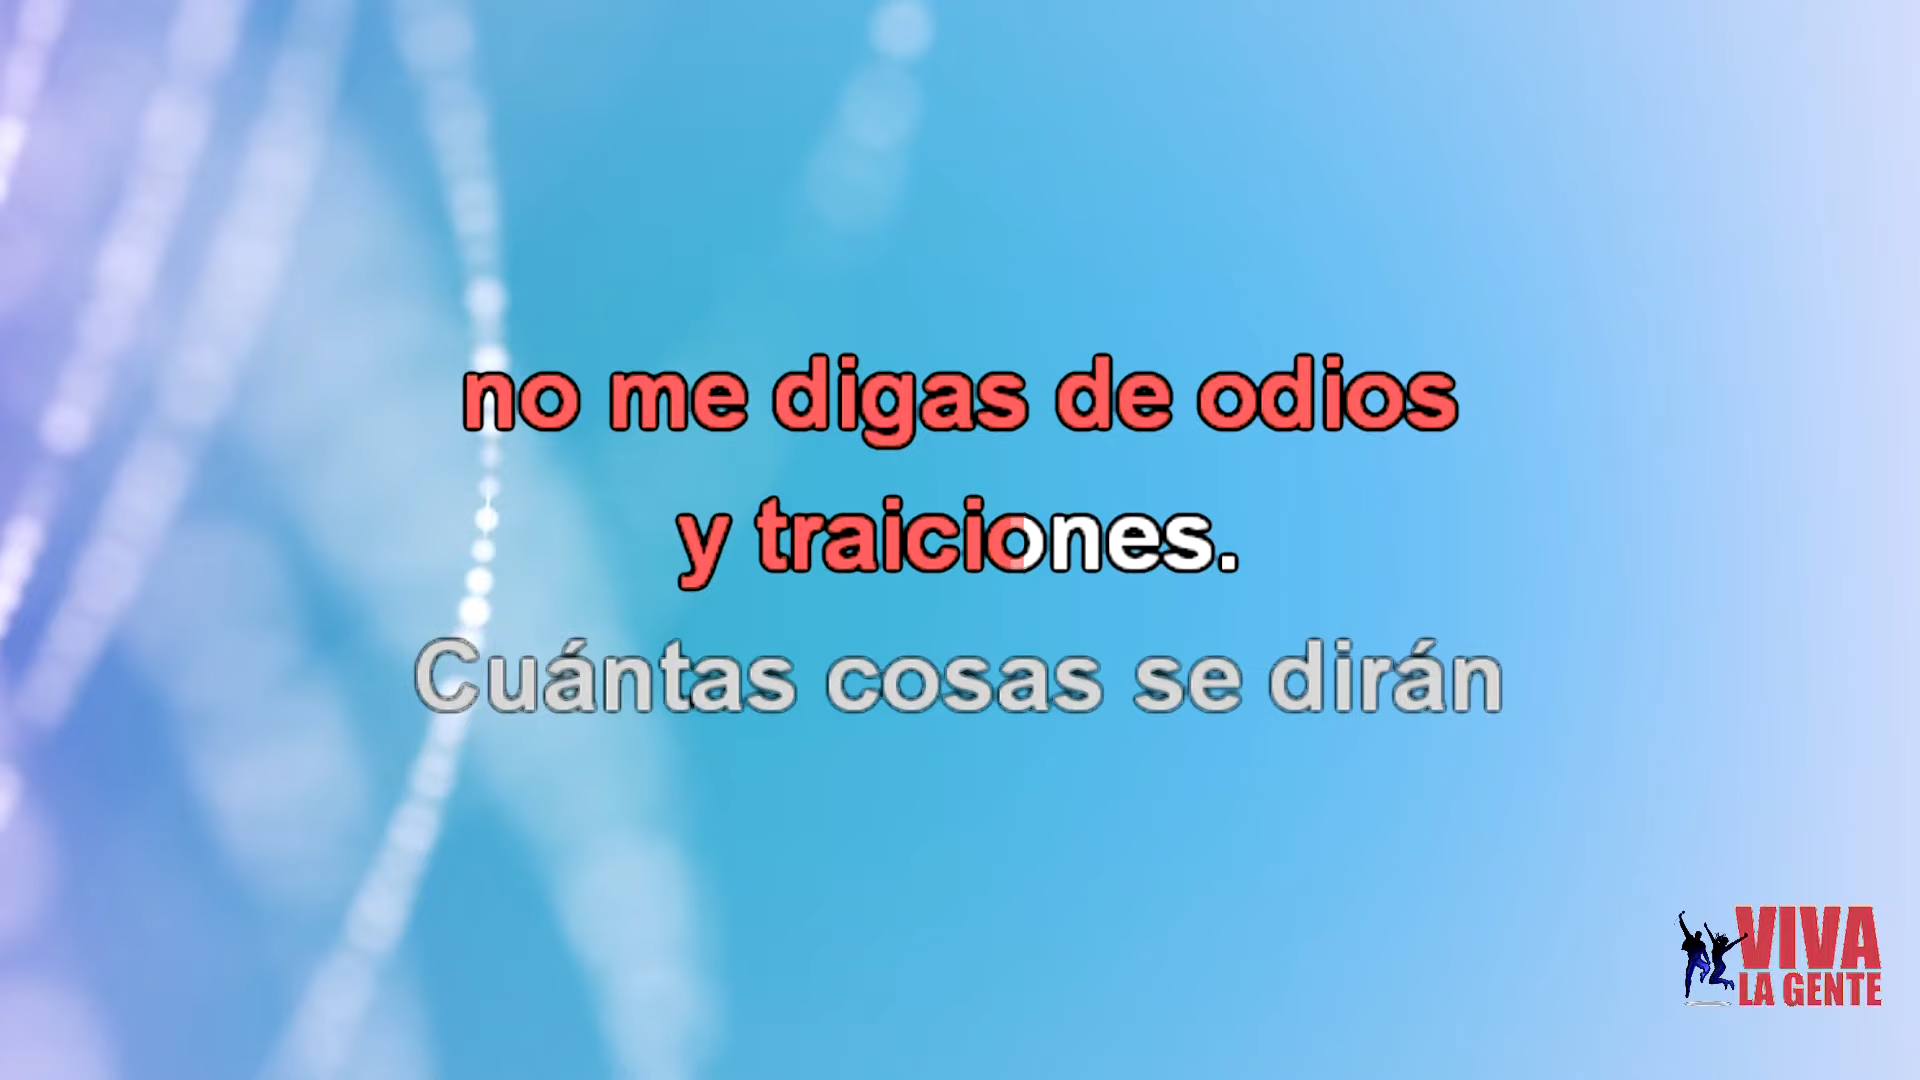 no me digas de odios
y traiciones.
Cuántas cosas se dirán
VIVA
LA GENTE